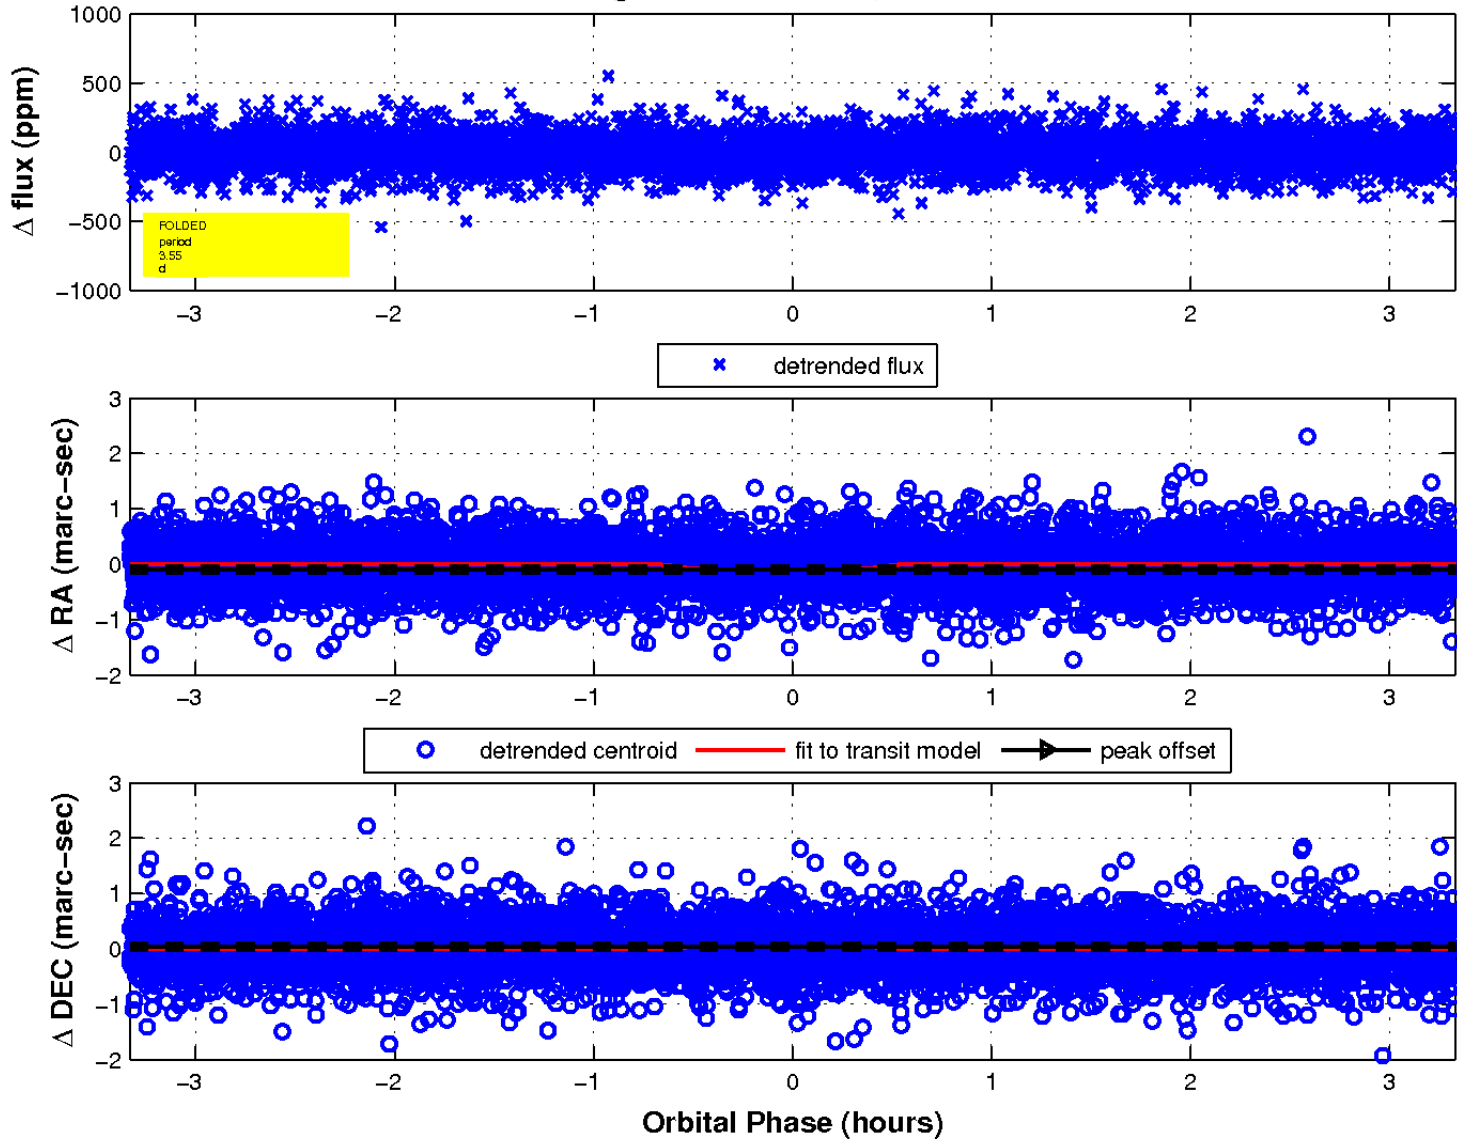 1000
500
0
−500
−1000
Δ flux (ppm)
FOLDED
period
3.55
d
−3 −2 −1 0 1 2 3
detrended flux
3
2
1
0
−1
−2
Δ RA (marc−sec)
−3 −2 −1 0 1 2 3
detrended centroid fit to transit model peak offset
3
2
1
0
−1
−2
Δ DEC (marc−sec)
−3 −2 −1 0 1 2 3
Orbital Phase (hours)